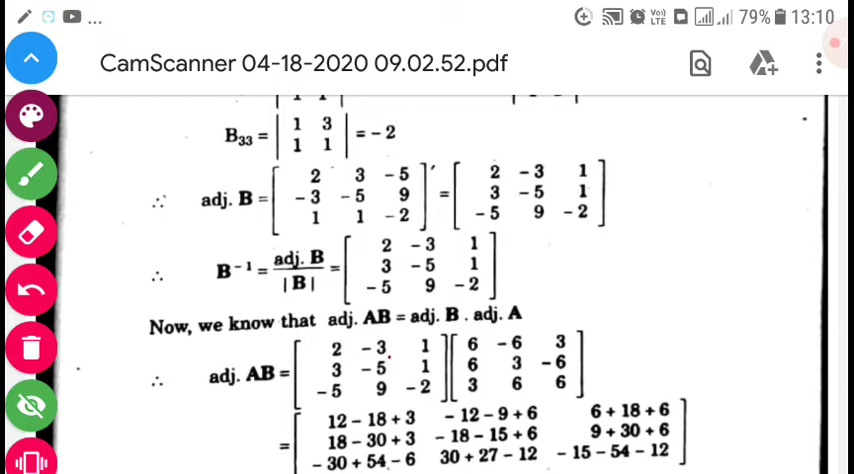 ... Vo)) LTE 79% 13:10
CamScanner 04-18-2020 09.02.52.pdf
B₃₃ = | 1 3 | = – 2
| 1 1 |
∴ adj. B = [ 2 3 – 5 ]′ = [ 2 – 3 1 ]
[ – 3 – 5 9 ] [ 3 – 5 1 ]
[ 1 1 – 2 ] [ – 5 9 – 2 ]
∴ B⁻¹ = adj. B / | B | = [ 2 – 3 1 ]
[ 3 – 5 1 ]
[ – 5 9 – 2 ]
Now, we know that adj. AB = adj. B . adj. A
∴ adj. AB = [ 2 – 3 1 ] [ 6 – 6 3 ]
[ 3 – 5 1 ] [ 6 3 – 6 ]
[ – 5 9 – 2 ] [ 3 6 6 ]
= [ 12 – 18 + 3 – 12 – 9 + 6 6 + 18 + 6 ]
[ 18 – 30 + 3 – 18 – 15 + 6 9 + 30 + 6 ]
[ – 30 + 54 – 6 30 + 27 – 12 – 15 – 54 – 12 ]